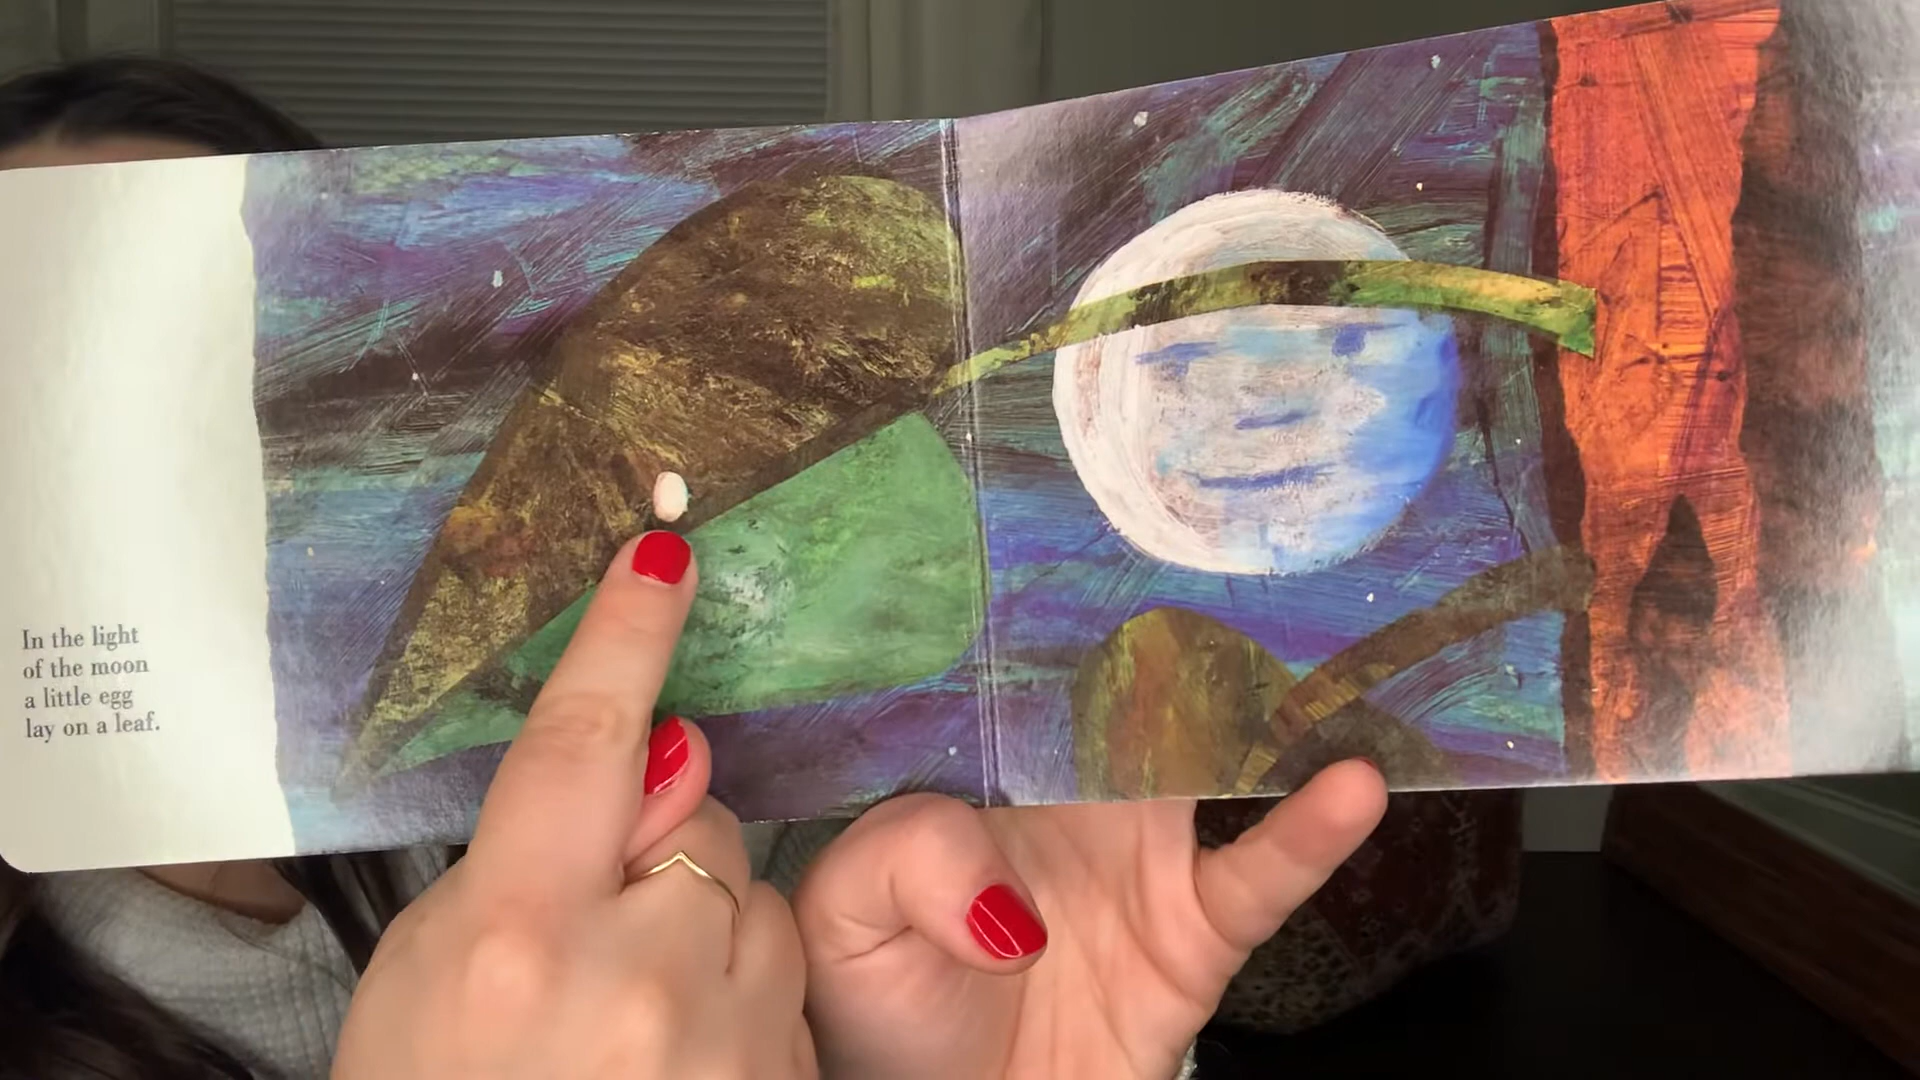 In the light
of the moon
a little egg
lay on a leaf.